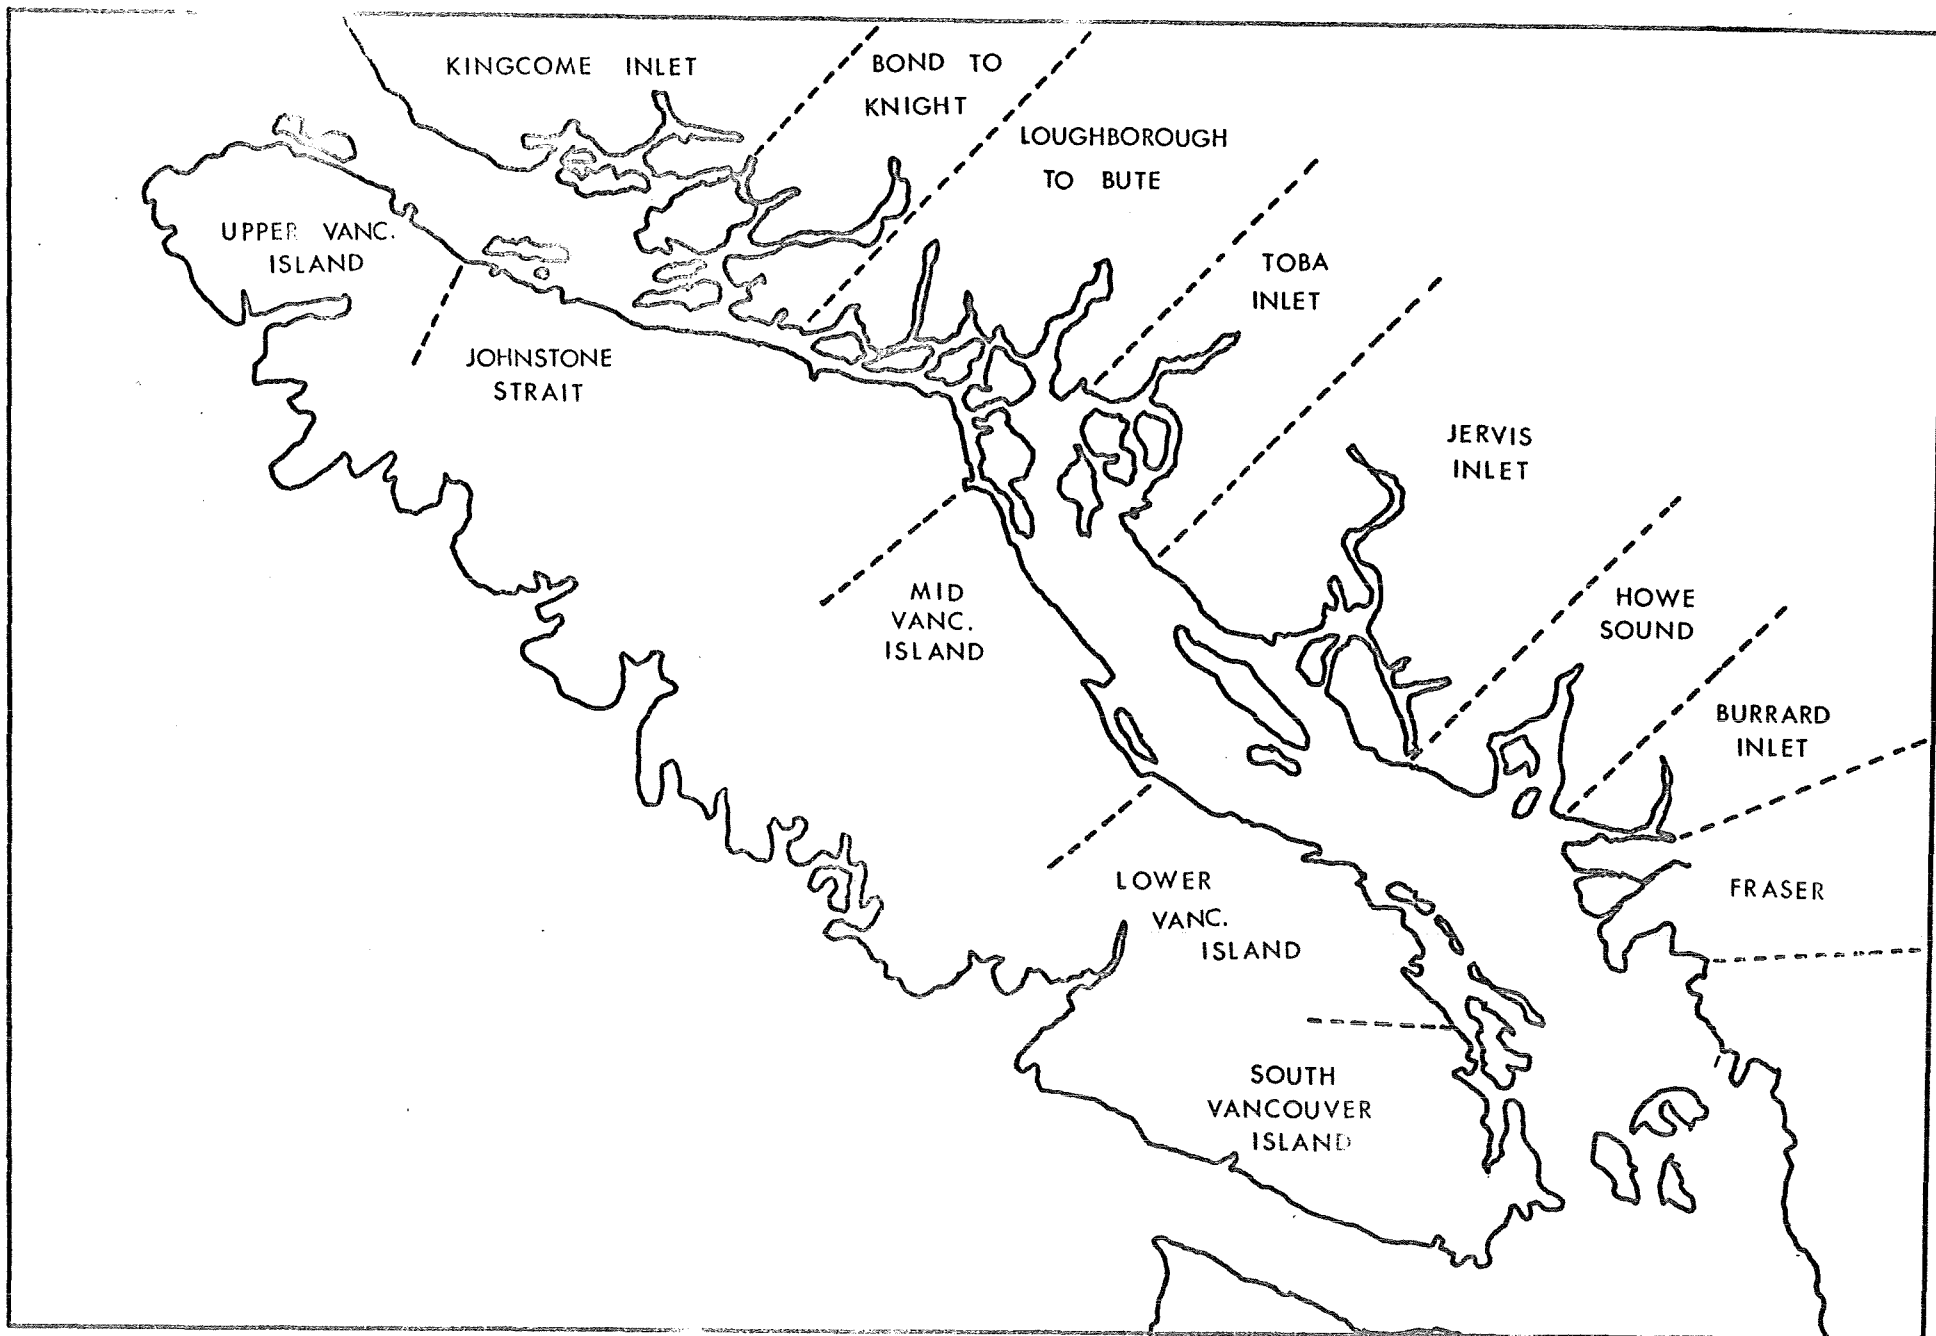 KINGCOME INLET
BOND TO
KNIGHT
LOUGHBOROUGH
TO BUTE
UPPER VANC.
ISLAND
TOBA
INLET
JOHNSTONE
STRAIT
JERVIS
INLET
MID
VANC.
ISLAND
HOWE
SOUND
BURRARD
INLET
LOWER
VANC.
ISLAND
FRASER
SOUTH
VANCOUVER
ISLAND